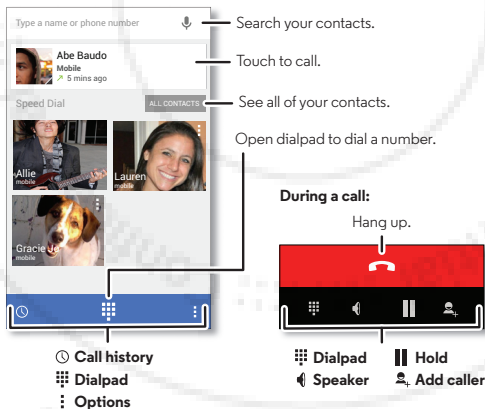 Type a name or phone number
Search your contacts.
Abe Baudo
Mobile
5 mins ago
Touch to call.
Speed Dial
ALL CONTACTS
See all of your contacts.
Open dialpad to dial a number.
Allie
mobile
Lauren
mobile
Gracie Je
mobile
During a call:
Hang up.
Call history
Dialpad
Options
Dialpad
Hold
Speaker
Add caller